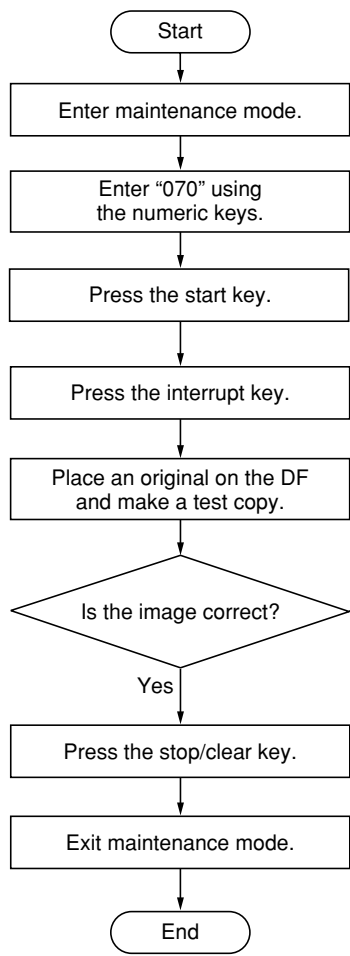 Start
Enter maintenance mode.
Enter “070” using
the numeric keys.
Press the start key.
Press the interrupt key.
Place an original on the DF
and make a test copy.
Is the image correct?
Yes
Press the stop/clear key.
Exit maintenance mode.
End